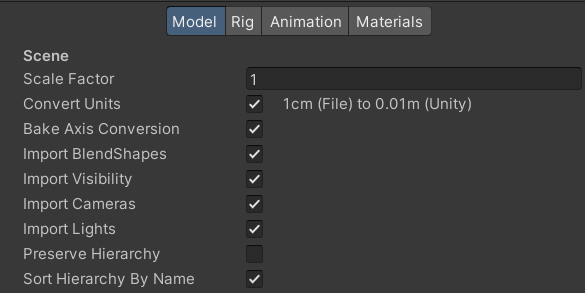 Model Rig Animation Materials
Scene
Scale Factor 1
Convert Units 1cm (File) to 0.01m (Unity)
Bake Axis Conversion
Import BlendShapes
Import Visibility
Import Cameras
Import Lights
Preserve Hierarchy
Sort Hierarchy By Name